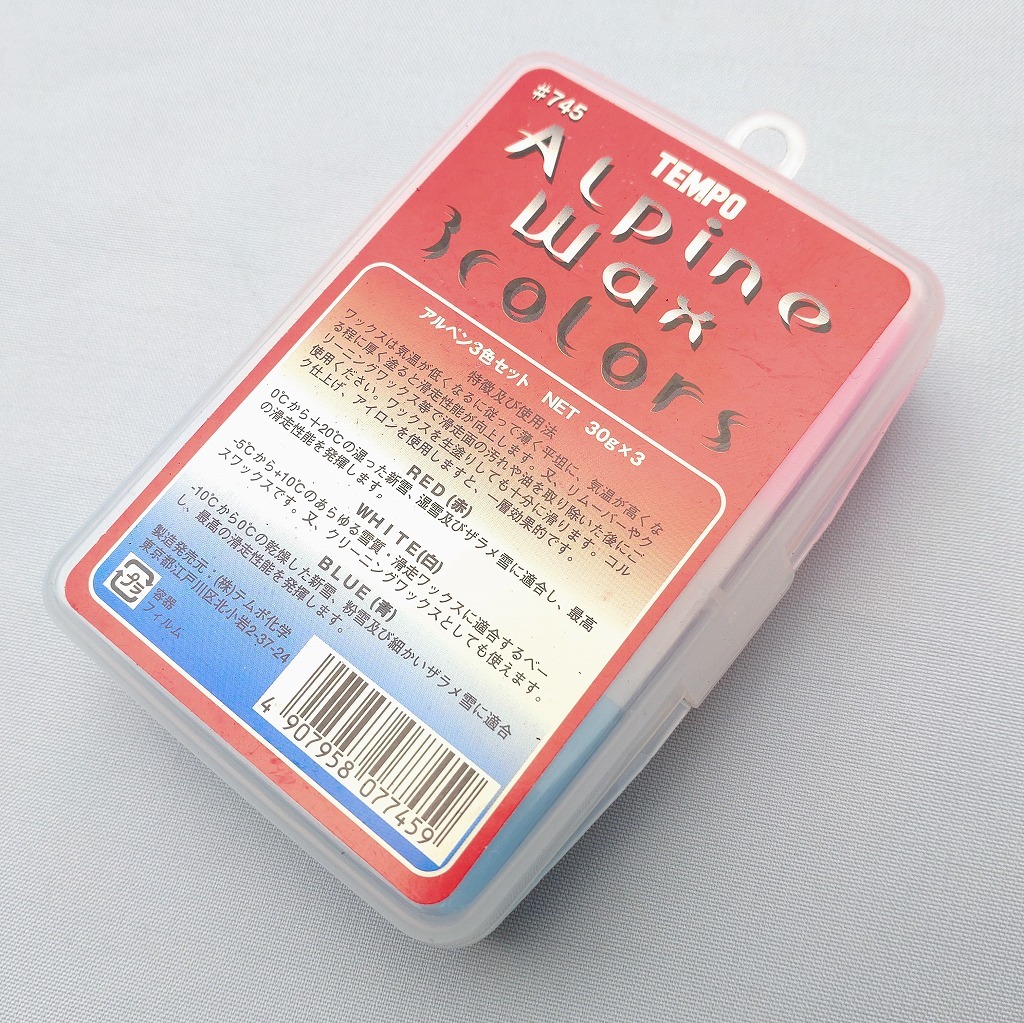 #745
TEMPO
Alpine
Wax
3colors
アルペン3色セット NET 30g×3
特徴及び使用法
ワックスは気温が低くなるに従って薄く平坦に、気温が高くな
る程に厚く塗ると滑走性能が向上します。又、リムーバーやク
リーニングワックス等で滑走面の汚れや油を取り除いた後にご
使用ください。ワックスを生塗りしても十分に滑ります。コル
ク仕上げ、アイロンを使用しますと、一層効果的です。
RED(赤)
0℃から+20℃の湿った新雪、湿雪及びザラメ雪に適合し、最高
の滑走性能を発揮します。
WHITE(白)
-5℃から+10℃のあらゆる雪質・滑走ワックスに適合するベー
スワックスです。又、クリーニングワックスとしても使えます。
BLUE(青)
-10℃から0℃の乾燥した新雪、粉雪及び細かいザラメ雪に適合
し、最高の滑走性能を発揮します。
製造発売元:(株)テムポ化学
東京都江戸川区北小岩2-37-24
プラ
容器
フィルム
4 907958 077459